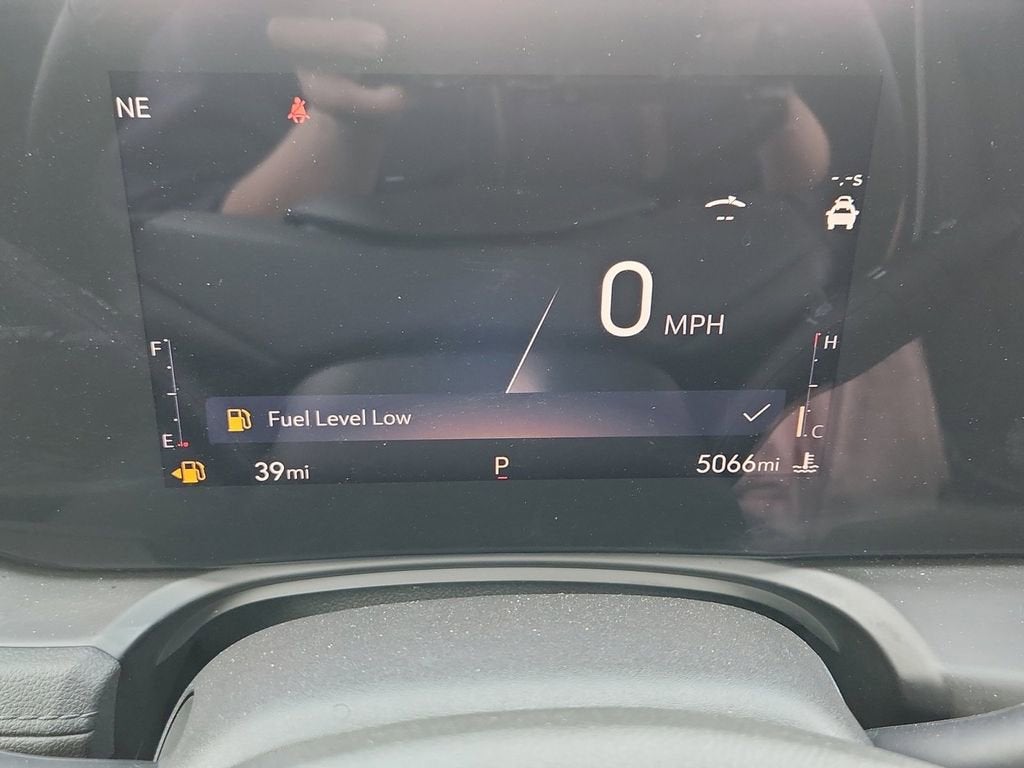 NE
-.-s
--
0 MPH
F
H
Fuel Level Low
E
C
39mi
P
5066mi